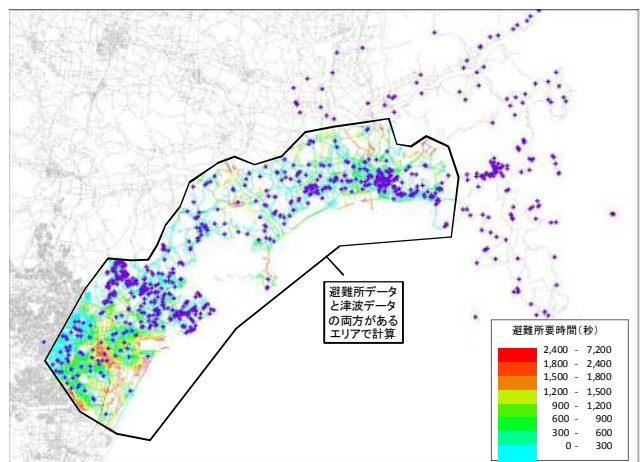 避難所データ
と津波データ
の両方がある
エリアで計算
避難所要時間(秒)
2,400 - 7,200
1,800 - 2,400
1,500 - 1,800
1,200 - 1,500
900 - 1,200
600 - 900
300 - 600
0 - 300